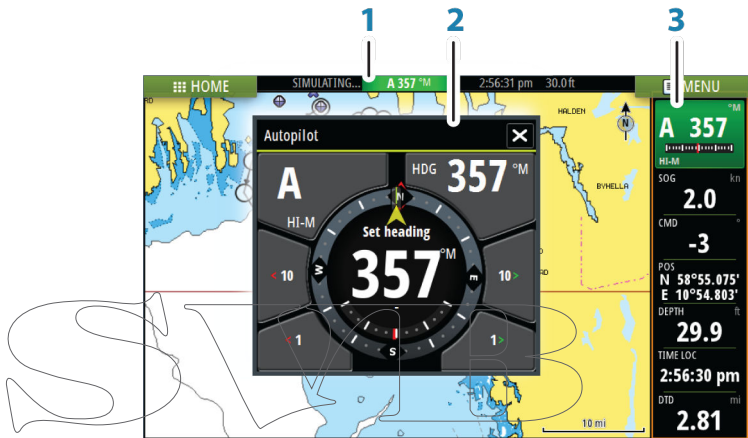 1 2 3
HOME SIMULATING... A 357 °M 2:56:31 pm 30.0 ft MENU
Autopilot
A
HI-M
HDG 357 °M
N
Set heading
357 °M
W
E
S
< 10
10 >
< 1
1 >
HALDEN
N
BYHELLA
10 mi
°M
A 357
HI-M
SOG kn
2.0
CMD °
-3
POS
N 58°55.075'
E 10°54.803'
DEPTH ft
29.9
TIME LOC
2:56:30 pm
DTD mi
2.81
SVB